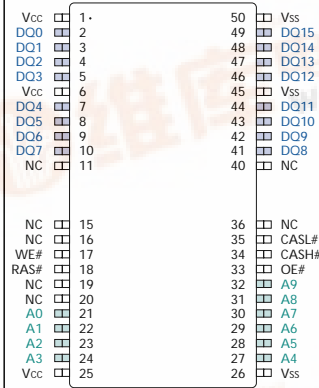 Vcc 1 50 Vss
DQ0 2 49 DQ15
DQ1 3 48 DQ14
DQ2 4 47 DQ13
DQ3 5 46 DQ12
Vcc 6 45 Vss
DQ4 7 44 DQ11
DQ5 8 43 DQ10
DQ6 9 42 DQ9
DQ7 10 41 DQ8
NC 11 40 NC
NC 15 36 NC
NC 16 35 CASL#
WE# 17 34 CASH#
RAS# 18 33 OE#
NC 19 32 A9
NC 20 31 A8
A0 21 30 A7
A1 22 29 A6
A2 23 28 A5
A3 24 27 A4
Vcc 25 26 Vss